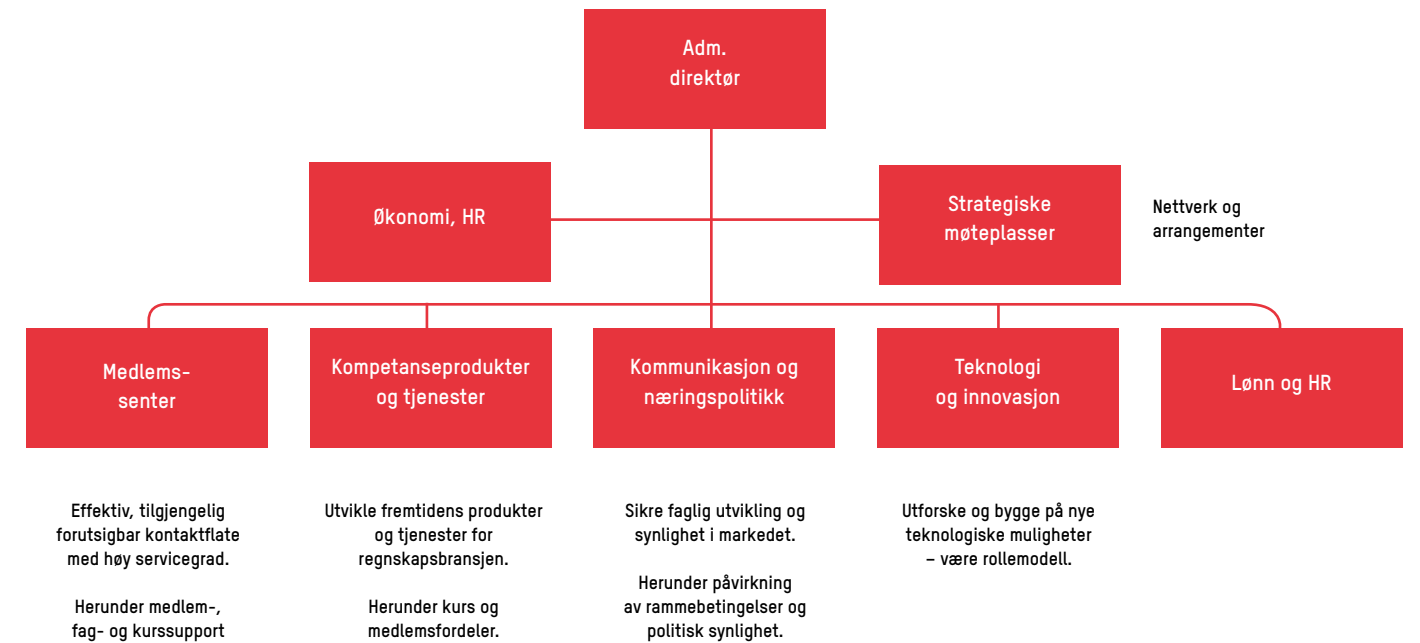 Adm.
direktør
Økonomi, HR
Strategiske
møteplasser
Nettverk og
arrangementer
Medlems-
senter
Kompetanseprodukter
og tjenester
Kommunikasjon og
næringspolitikk
Teknologi
og innovasjon
Lønn og HR
Effektiv, tilgjengelig
forutsigbar kontaktflate
med høy servicegrad.
Herunder medlem-,
fag- og kurssupport
Utvikle fremtidens produkter
og tjenester for
regnskapsbransjen.
Herunder kurs og
medlemsfordeler.
Sikre faglig utvikling og
synlighet i markedet.
Herunder påvirkning
av rammebetingelser og
politisk synlighet.
Utforske og bygge på nye
teknologiske muligheter
– være rollemodell.